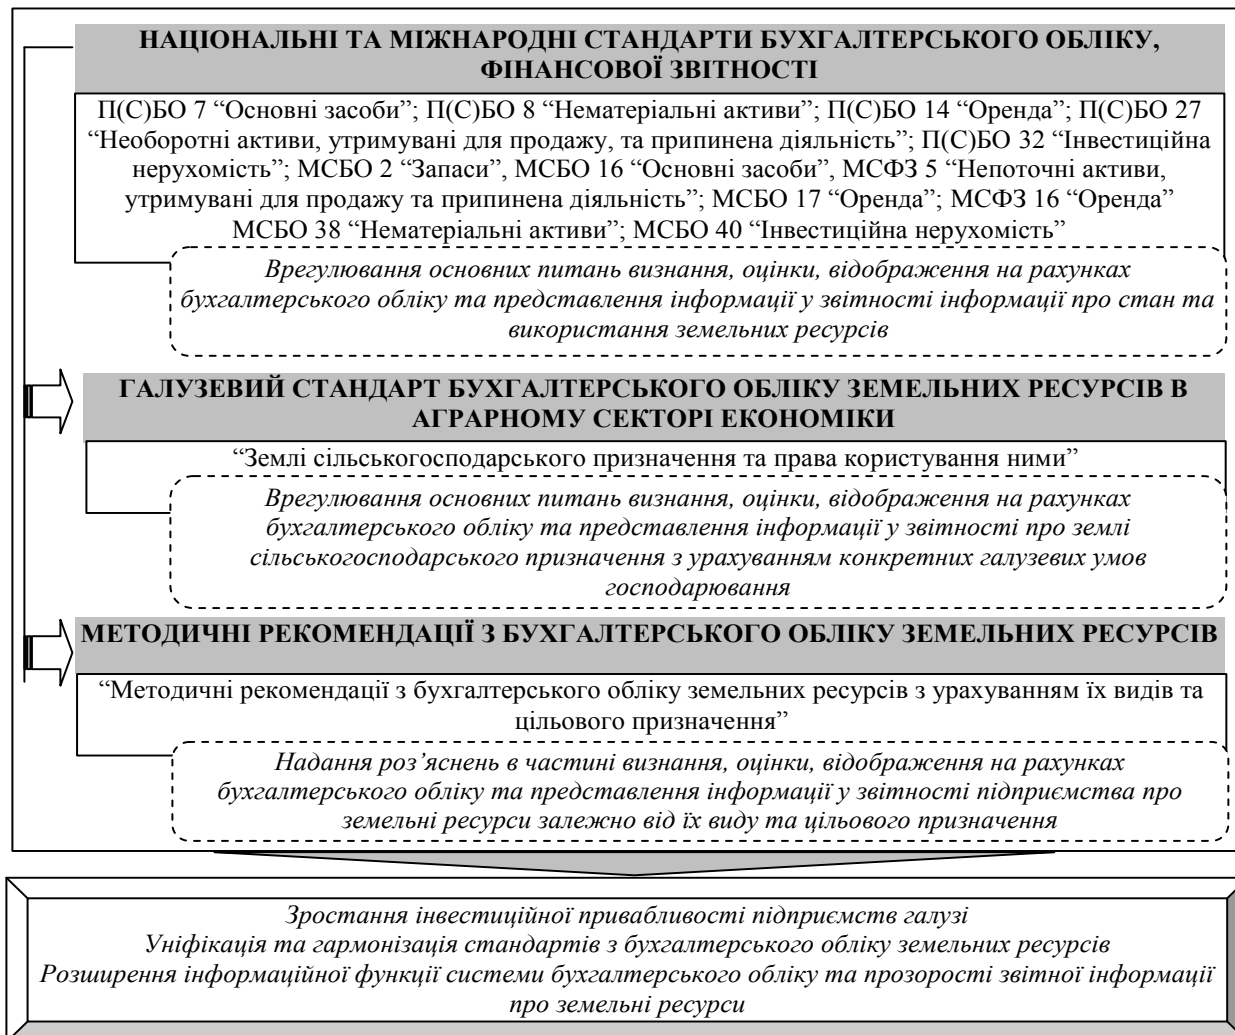 НАЦІОНАЛЬНІ ТА МІЖНАРОДНІ СТАНДАРТИ БУХГАЛТЕРСЬКОГО ОБЛІКУ,
ФІНАНСОВОЇ ЗВІТНОСТІ
П(С)БО 7 “Основні засоби”; П(С)БО 8 “Нематеріальні активи”; П(С)БО 14 “Оренда”; П(С)БО 27
“Необоротні активи, утримувані для продажу, та припинена діяльність”; П(С)БО 32 “Інвестиційна
нерухомість”; МСБО 2 “Запаси”, МСБО 16 “Основні засоби”, МСФЗ 5 “Непоточні активи,
утримувані для продажу та припинена діяльність”; МСБО 17 “Оренда”; МСФЗ 16 “Оренда”
МСБО 38 “Нематеріальні активи”; МСБО 40 “Інвестиційна нерухомість”
Врегулювання основних питань визнання, оцінки, відображення на рахунках
бухгалтерського обліку та представлення інформації у звітності інформації про стан та
використання земельних ресурсів
ГАЛУЗЕВИЙ СТАНДАРТ БУХГАЛТЕРСЬКОГО ОБЛІКУ ЗЕМЕЛЬНИХ РЕСУРСІВ В
АГРАРНОМУ СЕКТОРІ ЕКОНОМІКИ
“Землі сільськогосподарського призначення та права користування ними”
Врегулювання основних питань визнання, оцінки, відображення на рахунках
бухгалтерського обліку та представлення інформації у звітності про землі
сільськогосподарського призначення з урахуванням конкретних галузевих умов
господарювання
МЕТОДИЧНІ РЕКОМЕНДАЦІЇ З БУХГАЛТЕРСЬКОГО ОБЛІКУ ЗЕМЕЛЬНИХ РЕСУРСІВ
“Методичні рекомендації з бухгалтерського обліку земельних ресурсів з урахуванням їх видів та
цільового призначення”
Надання роз’яснень в частині визнання, оцінки, відображення на рахунках
бухгалтерського обліку та представлення інформації у звітності підприємства про
земельні ресурси залежно від їх виду та цільового призначення
Зростання інвестиційної привабливості підприємств галузі
Уніфікація та гармонізація стандартів з бухгалтерського обліку земельних ресурсів
Розширення інформаційної функції системи бухгалтерського обліку та прозорості звітної інформації
про земельні ресурси